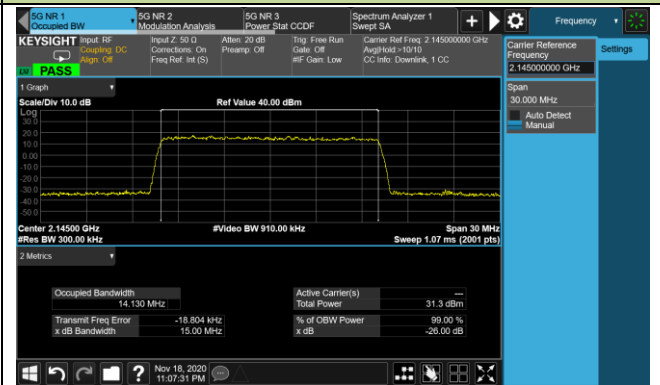 5G NR 1
Occupied BW
5G NR 2
Modulation Analysis
5G NR 3
Power Stat CCDF
Spectrum Analyzer 1
Swept SA
Frequency
KEYSIGHT
Input: RF
Coupling: DC
Align: Off
Input Z: 50 Ω
Corrections: On
Freq Ref: Int (S)
Atten: 20 dB
Preamp: Off
Trig: Free Run
Gate: Off
#IF Gain: Low
Carrier Ref Freq: 2.145000000 GHz
Avg|Hold:>10/10
CC Info: Downlink, 1 CC
PASS
Carrier Reference
Frequency
2.145000000 GHz
Settings
Span
30.000 MHz
Auto Detect
Manual
1 Graph
Scale/Div 10.0 dB
Ref Value 40.00 dBm
Log
30.0
20.0
10.0
0.00
-10.0
-20.0
-30.0
-40.0
-50.0
Center 2.14500 GHz
#Video BW 910.00 kHz
Span 30 MHz
#Res BW 300.00 kHz
Sweep 1.07 ms (2001 pts)
2 Metrics
Occupied Bandwidth
14.130 MHz
Active Carrier(s)
---
Total Power
31.3 dBm
Transmit Freq Error
-18.804 kHz
% of OBW Power
99.00 %
x dB Bandwidth
15.00 MHz
x dB
-26.00 dB
Nov 18, 2020
11:07:31 PM